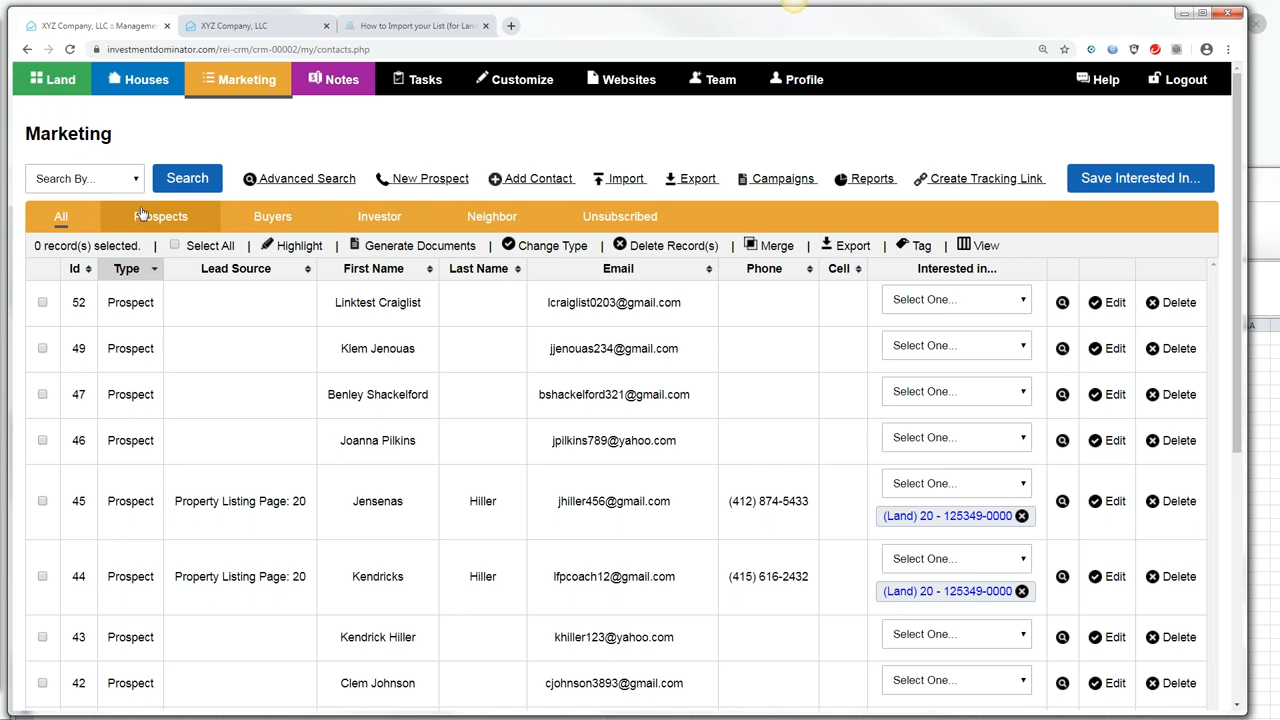 XYZ Company, LLC :: Manageme
XYZ Company, LLC
How to Import your List (for Lan
investmentdominator.com/rei-crm/crm-00002/my/contacts.php
Land Houses Marketing Notes Tasks Customize Websites Team Profile Help Logout
Marketing
Search By... Search Advanced Search New Prospect Add Contact Import Export Campaigns Reports Create Tracking Link Save Interested In...
All Prospects Buyers Investor Neighbor Unsubscribed
0 record(s) selected. | Select All | Highlight | Generate Documents | Change Type | Delete Record(s) | Merge | Export | Tag | View
Id Type Lead Source First Name Last Name Email Phone Cell Interested in...
52 Prospect Linktest Craiglist lcraiglist0203@gmail.com Select One... Edit Delete
49 Prospect Klem Jenouas jjenouas234@gmail.com Select One... Edit Delete
47 Prospect Benley Shackelford bshackelford321@gmail.com Select One... Edit Delete
46 Prospect Joanna Pilkins jpilkins789@yahoo.com Select One... Edit Delete
45 Prospect Property Listing Page: 20 Jensenas Hiller jhiller456@gmail.com (412) 874-5433 Select One... Edit Delete
(Land) 20 - 125349-0000
44 Prospect Property Listing Page: 20 Kendricks Hiller lfpcoach12@gmail.com (415) 616-2432 Select One... Edit Delete
(Land) 20 - 125349-0000
43 Prospect Kendrick Hiller khiller123@yahoo.com Select One... Edit Delete
42 Prospect Clem Johnson cjohnson3893@gmail.com Select One... Edit Delete